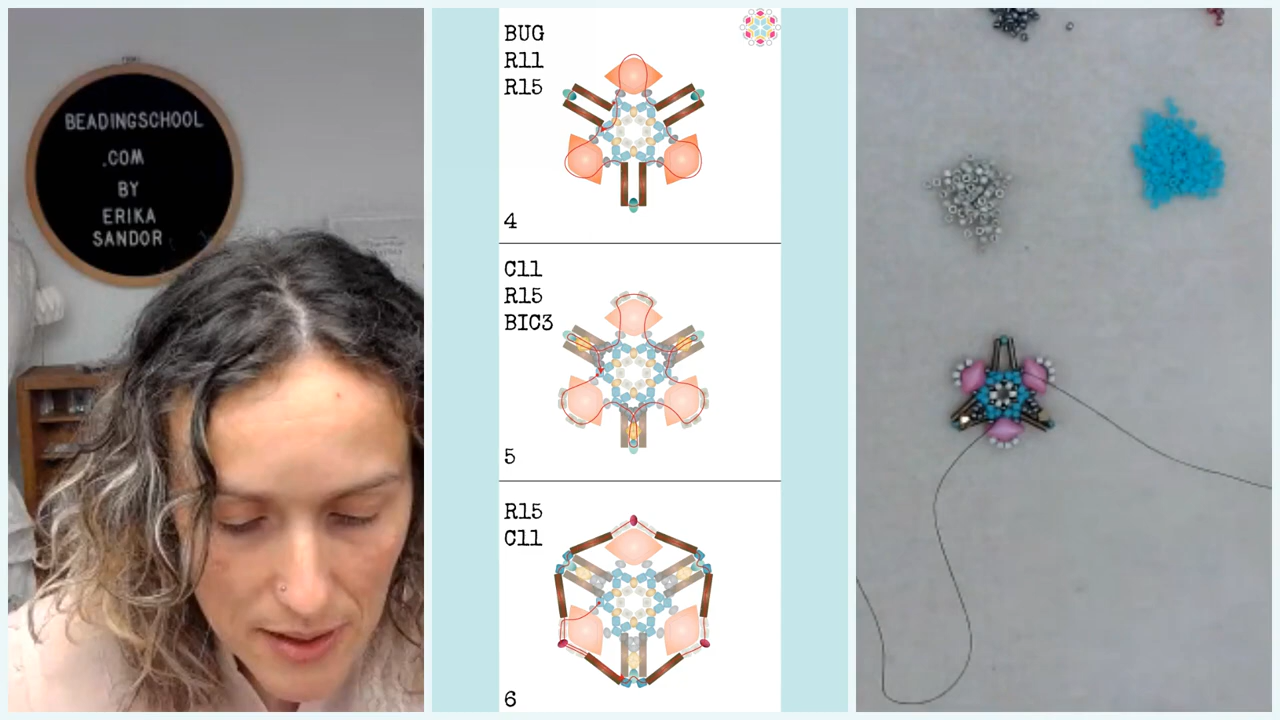 BEADINGSCHOOL
.COM
BY
ERIKA
SANDOR
BUG
R11
R15
4
C11
R15
BIC3
5
R15
C11
6